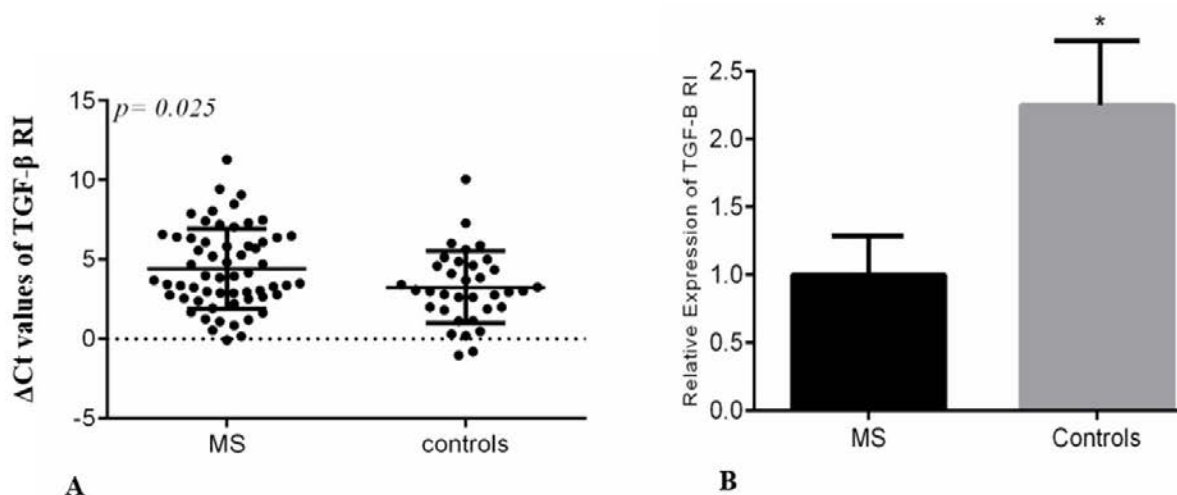 ΔCt values of TGF-β RI
15
10
5
0
-5
p= 0.025
MS
controls
A
Relative Expression of TGF-B RI
2.5
2.0
1.5
1.0
0.5
0.0
*
MS
Controls
B